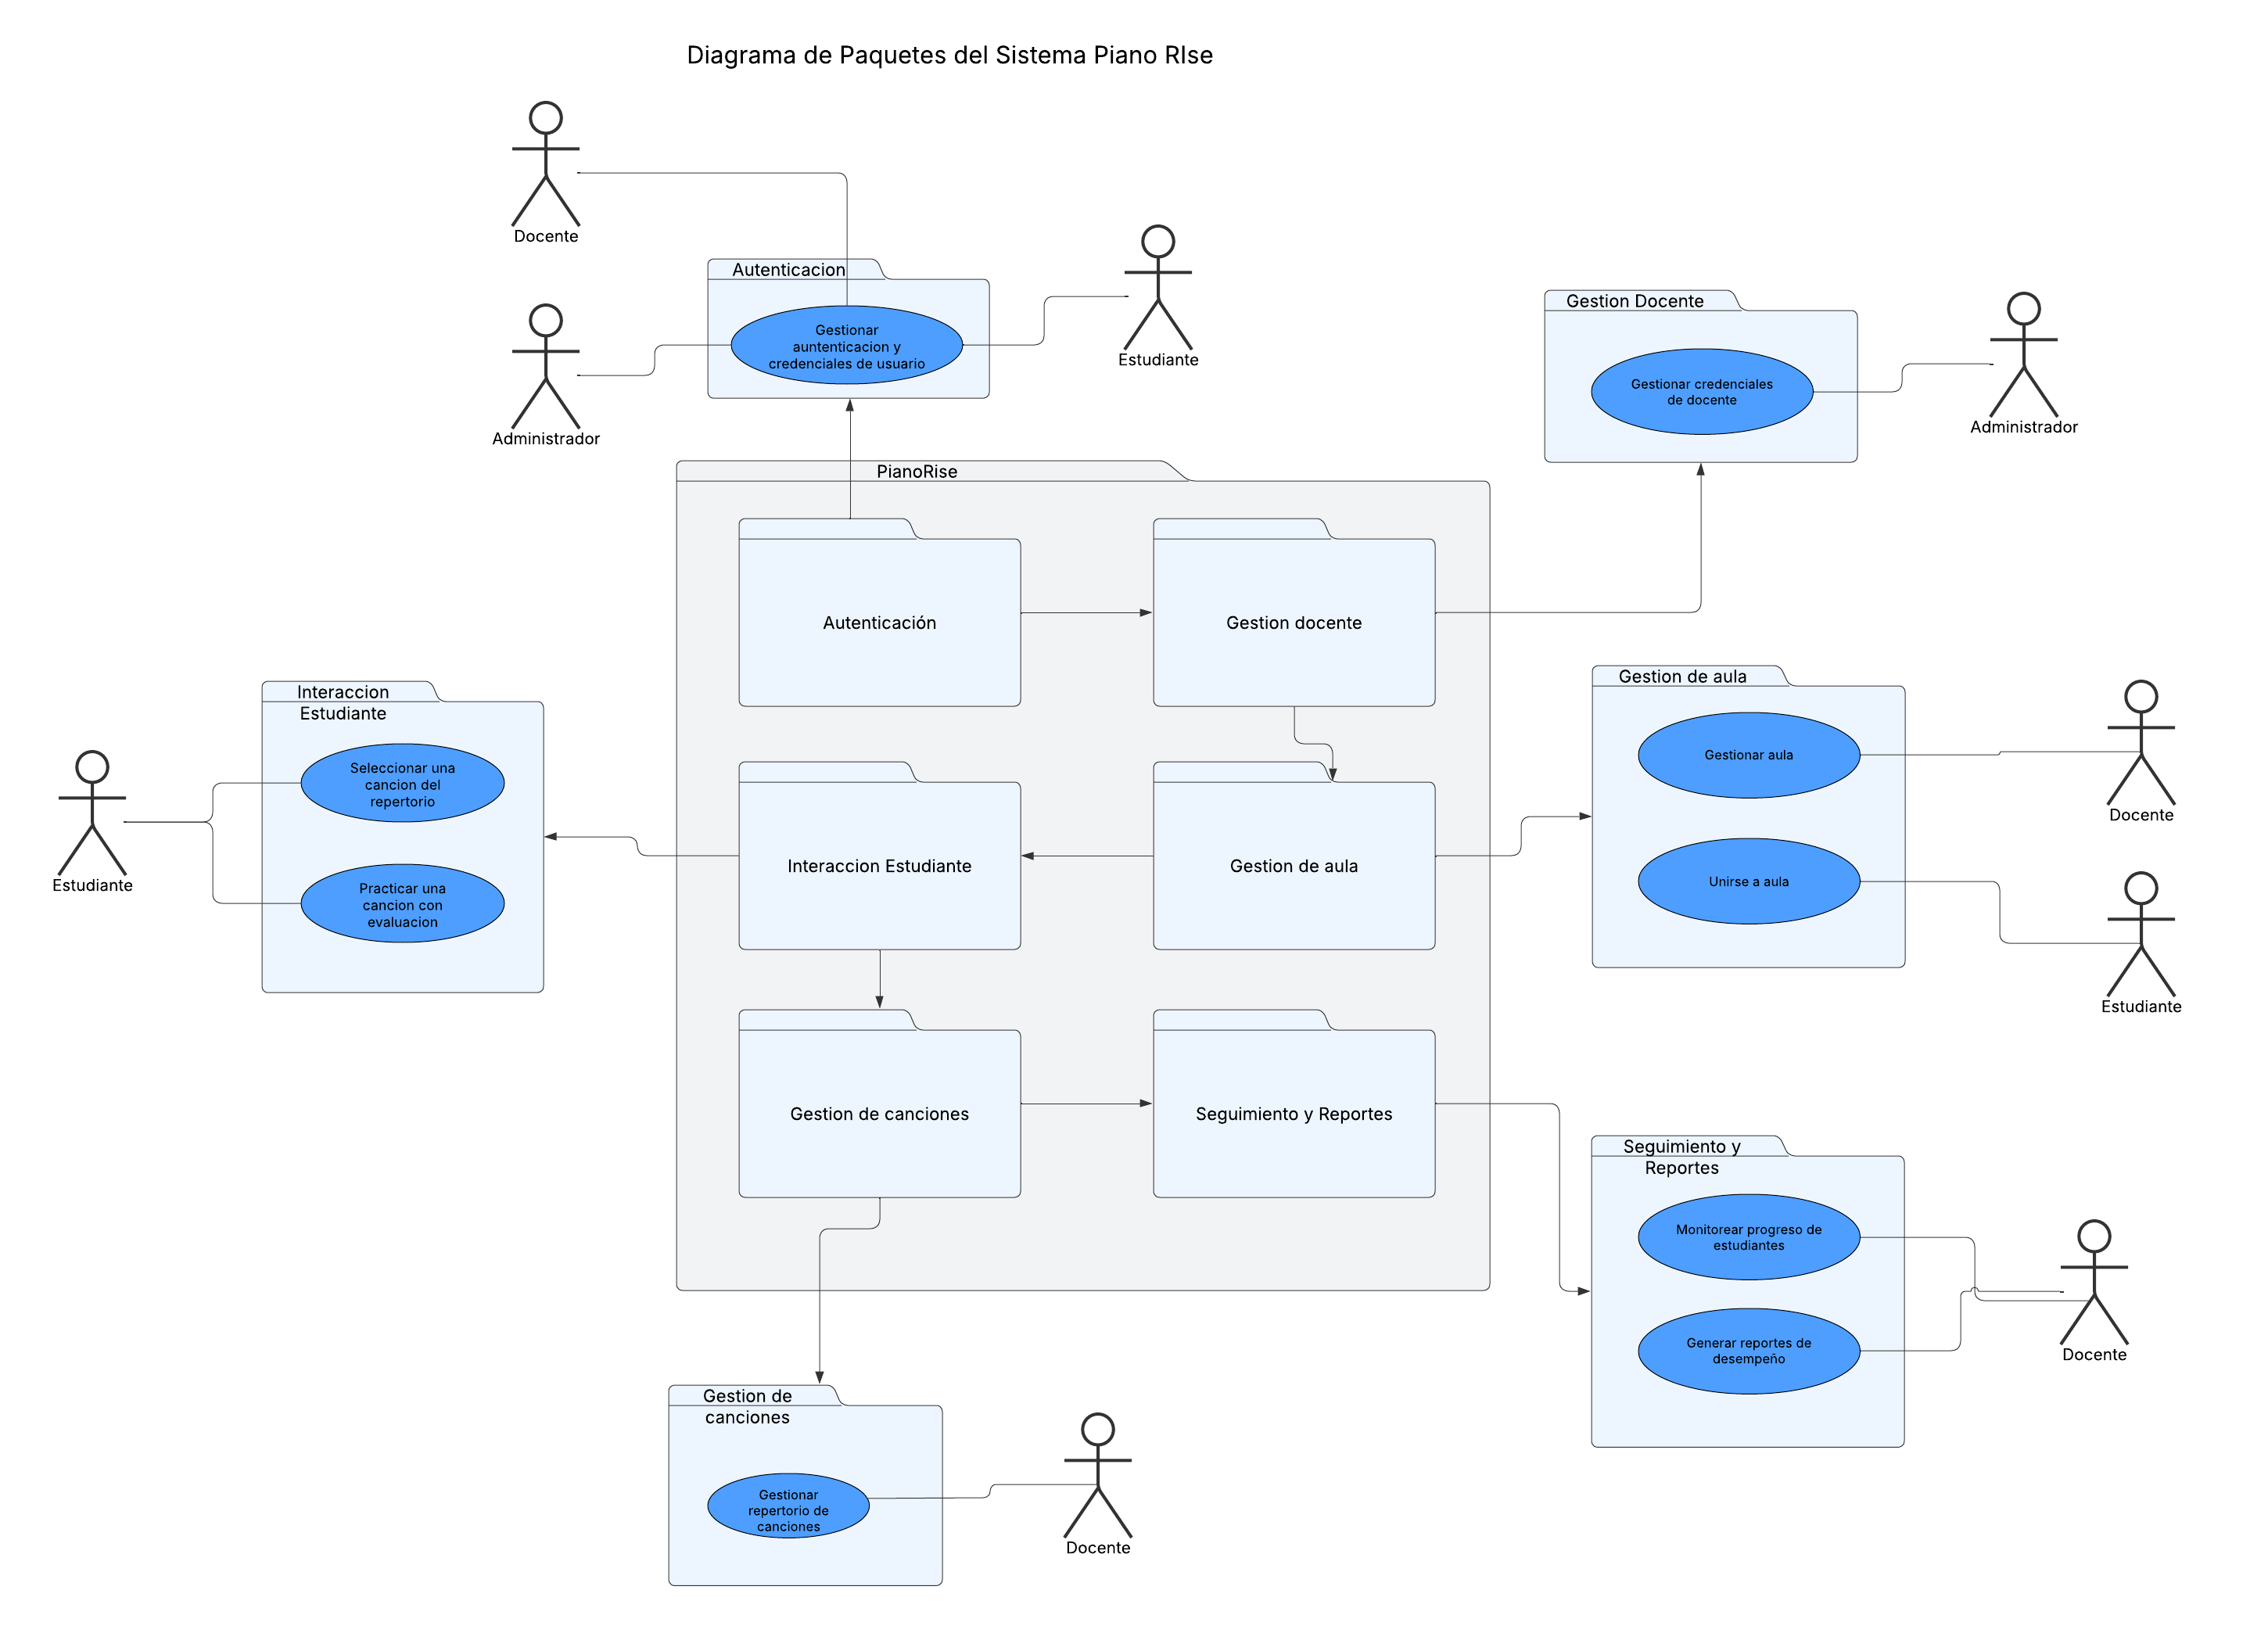 Diagrama de Paquetes del Sistema Piano RIse
Docente
Autenticacion
Gestionar
auntenticacion y
credenciales de usuario
Estudiante
Administrador
Gestion Docente
Gestionar credenciales
de docente
Administrador
PianoRise
Autenticación
Gestion docente
Interaccion
Estudiante
Seleccionar una
cancion del
repertorio
Practicar una
cancion con
evaluacion
Estudiante
Interaccion Estudiante
Gestion de aula
Gestion de aula
Gestionar aula
Unirse a aula
Docente
Estudiante
Gestion de canciones
Seguimiento y Reportes
Seguimiento y
Reportes
Monitorear progreso de
estudiantes
Generar reportes de
desempeño
Docente
Gestion de
canciones
Gestionar
repertorio de
canciones
Docente